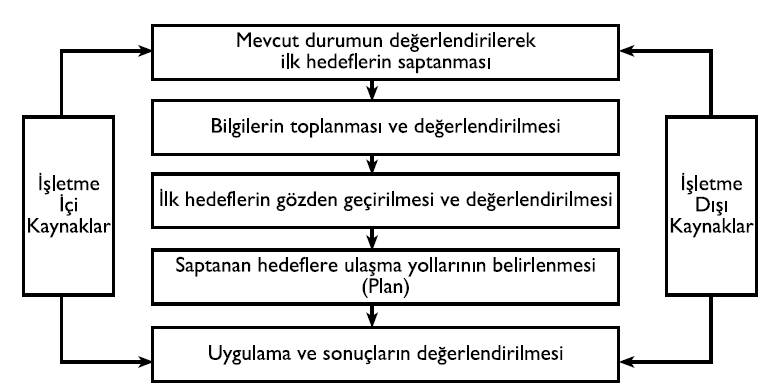 Mevcut durumun değerlendirilerek
ilk hedeflerin saptanması
Bilgilerin toplanması ve değerlendirilmesi
İlk hedeflerin gözden geçirilmesi ve değerlendirilmesi
Saptanan hedeflere ulaşma yollarının belirlenmesi
(Plan)
Uygulama ve sonuçların değerlendirilmesi
İşletme
İçi
Kaynaklar
İşletme
Dışı
Kaynaklar